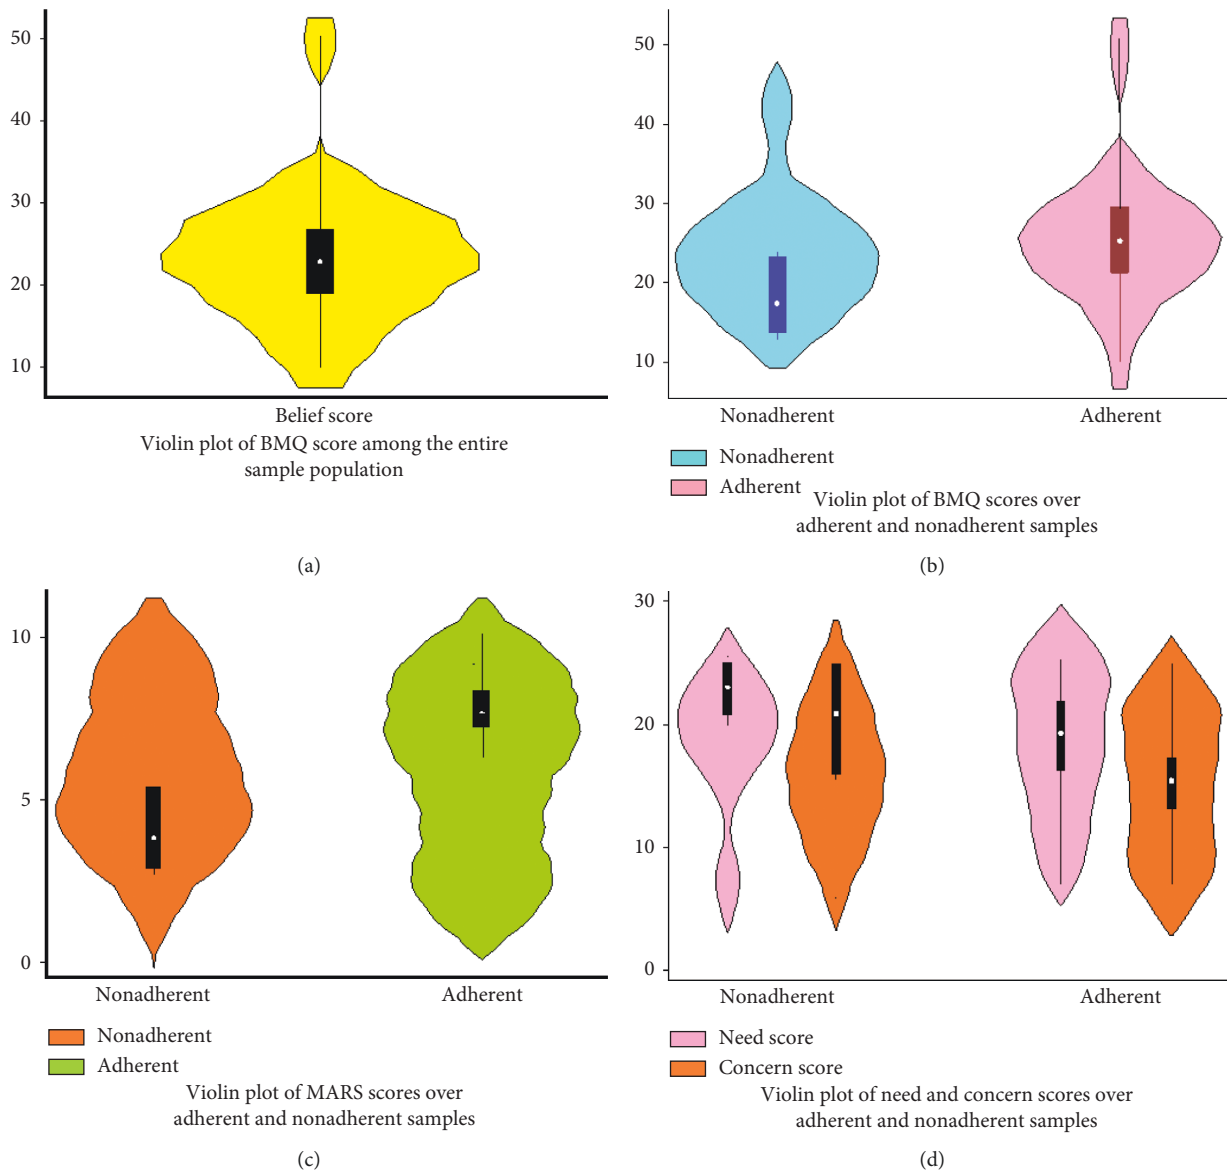 50
40
30
20
10
Belief score
Violin plot of BMQ score among the entire
sample population
(a)
50
40
30
20
10
Nonadherent
Adherent
Nonadherent
Adherent
Violin plot of BMQ scores over
adherent and nonadherent samples
(b)
10
5
0
Nonadherent
Adherent
Nonadherent
Adherent
Violin plot of MARS scores over
adherent and nonadherent samples
(c)
30
20
10
0
Nonadherent
Adherent
Need score
Concern score
Violin plot of need and concern scores over
adherent and nonadherent samples
(d)